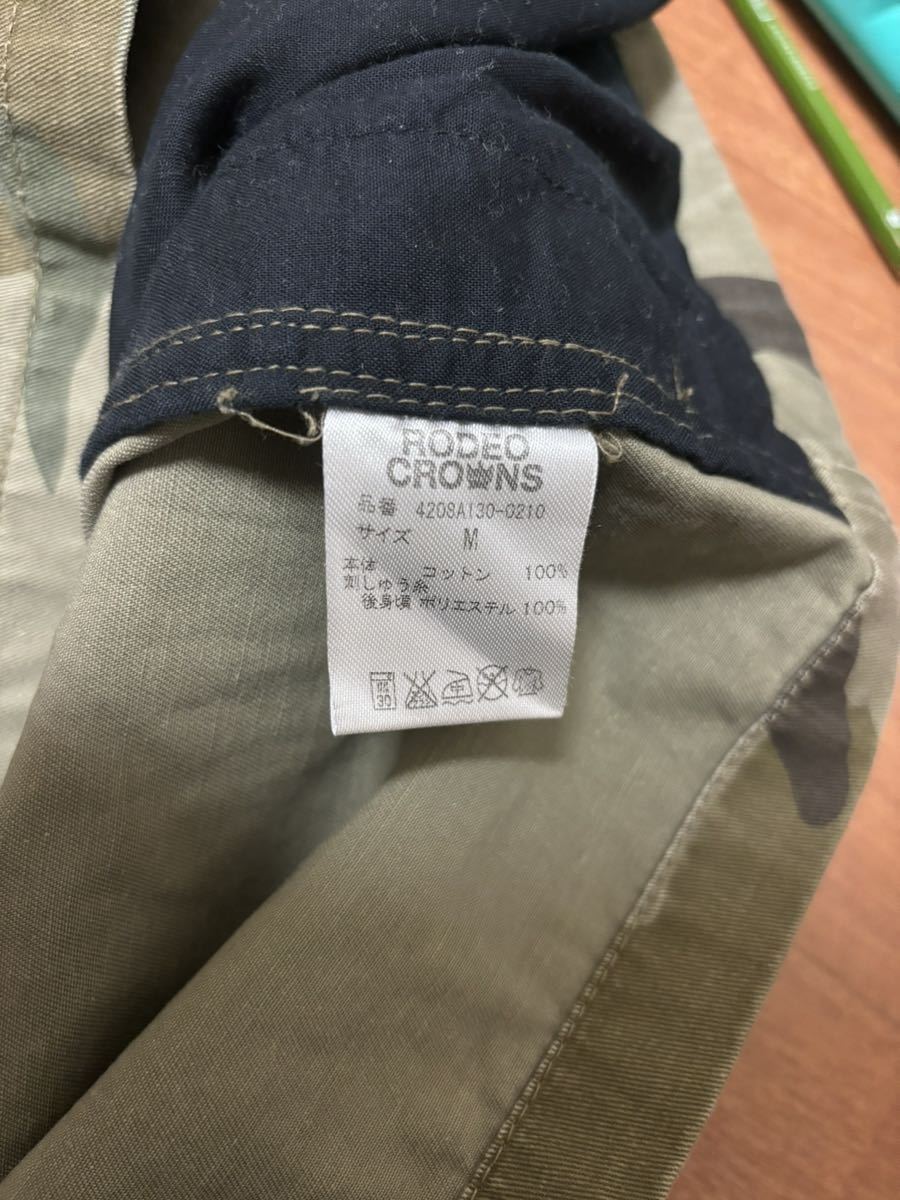 RODEO
CROWNS
品番 4208A130-0210
サイズ M
本体 コットン 100%
刺しゅう糸
後身頃 ポリエステル 100%
30